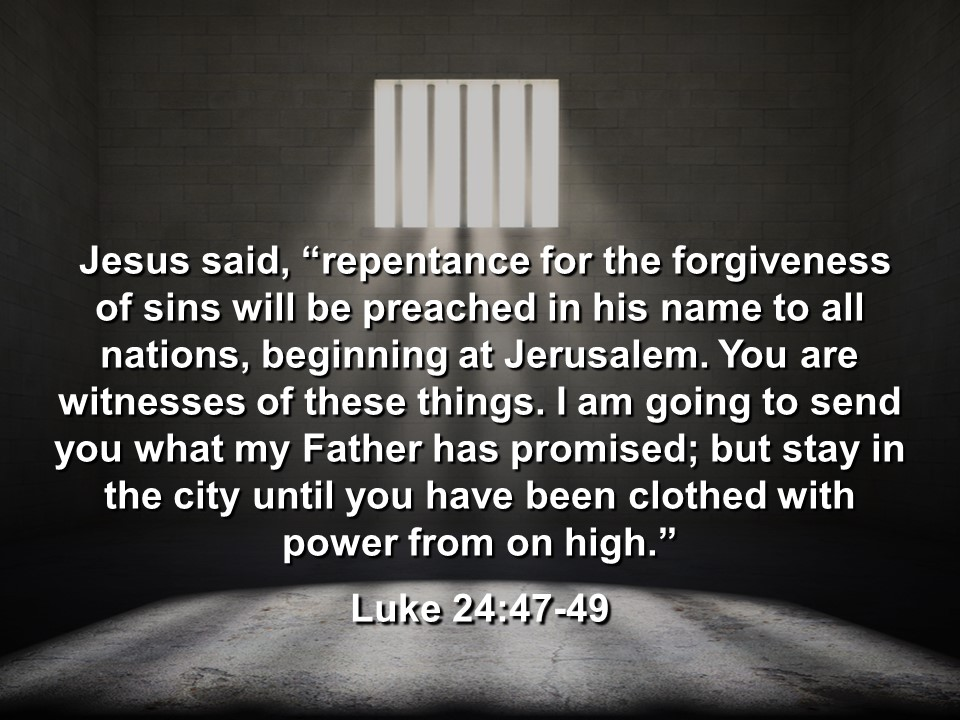 Jesus said, “repentance for the forgiveness
of sins will be preached in his name to all
nations, beginning at Jerusalem. You are
witnesses of these things. I am going to send
you what my Father has promised; but stay in
the city until you have been clothed with
power from on high.”
Luke 24:47-49